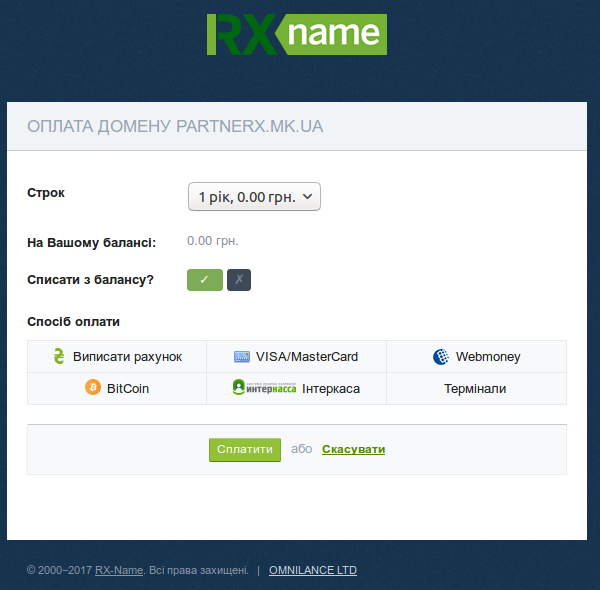 RX name
ОПЛАТА ДОМЕНУ PARTNERX.MK.UA
Строк 1 рік, 0.00 грн.
На Вашому балансі: 0.00 грн.
Списати з балансу? ✓ ✗
Спосіб оплати
Виписати рахунок VISA/MasterCard Webmoney
BitCoin интеркасса Інтеркаса Термінали
Сплатити або Скасувати
© 2000–2017 RX-Name. Всі права захищені. | OMNILANCE LTD